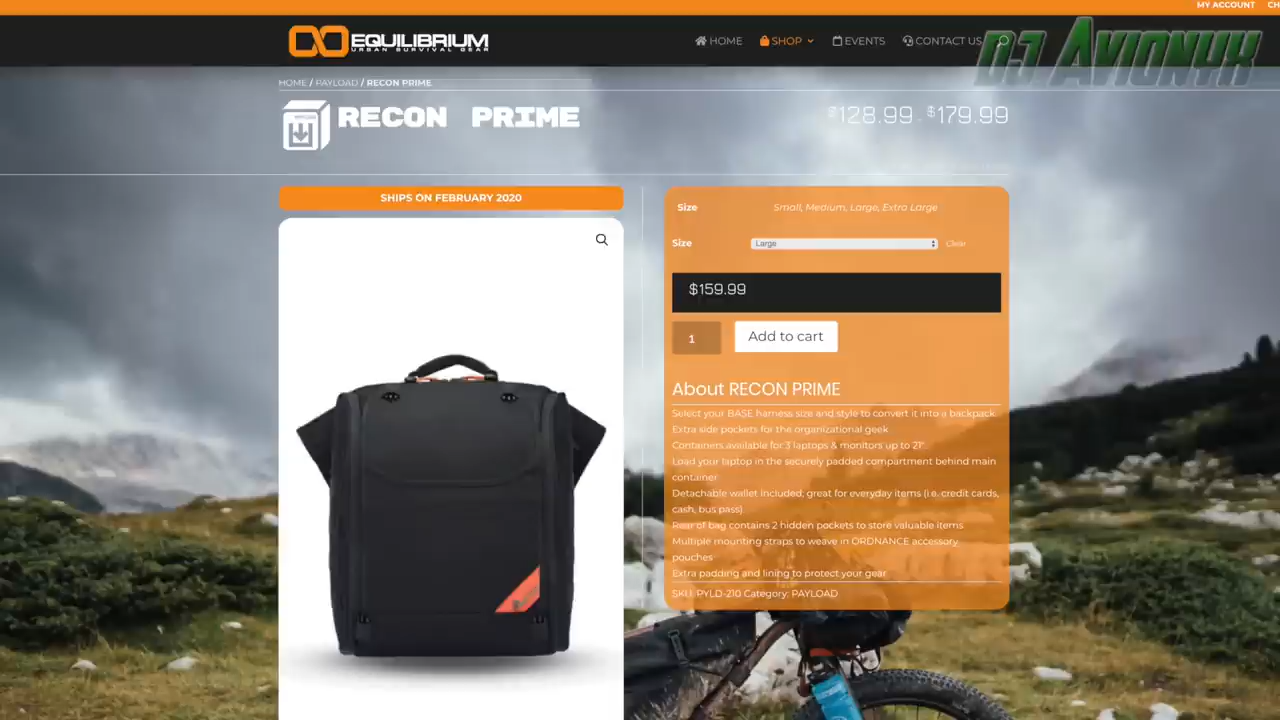 MY ACCOUNT
CH
EQUILIBRIUM
URBAN SURVIVAL GEAR
HOME
SHOP
EVENTS
CONTACT US
DJ AVIONYX
HOME / PAYLOAD / RECON PRIME
RECON PRIME
$128.99 - $179.99
SHIPS ON FEBRUARY 2020
Size
Small, Medium, Large, Extra Large
Size
Large
Clear
$159.99
1
Add to cart
About RECON PRIME
Select your BASE harness size and style to convert it into a backpack
Extra side pockets for the organizational geek
Containers available for 3 laptops & monitors up to 21"
Load your laptop in the securely padded compartment behind main
container
Detachable wallet included; great for everyday items (i.e. credit cards,
cash, bus pass)
Rear of bag contains 2 hidden pockets to store valuable items
Multiple mounting straps to weave in ORDNANCE accessory
pouches
Extra padding and lining to protect your gear
SKU: PYLD-210 Category: PAYLOAD